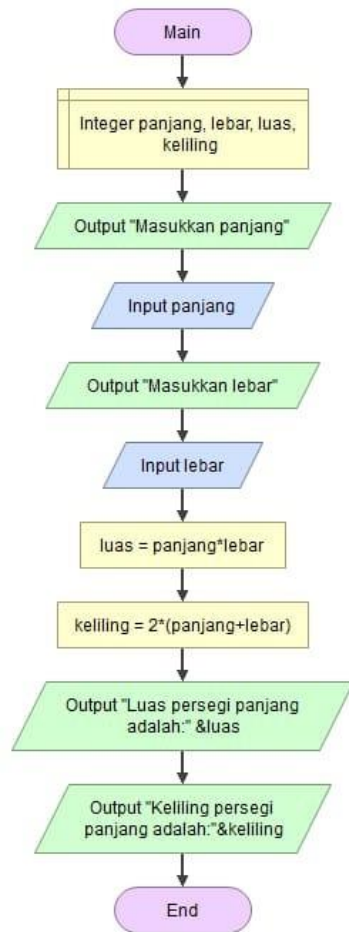 Main
Integer panjang, lebar, luas,
keliling
Output "Masukkan panjang"
Input panjang
Output "Masukkan lebar"
Input lebar
luas = panjang*lebar
keliling = 2*(panjang+lebar)
Output "Luas persegi panjang
adalah:" &luas
Output "Keliling persegi
panjang adalah:"&keliling
End